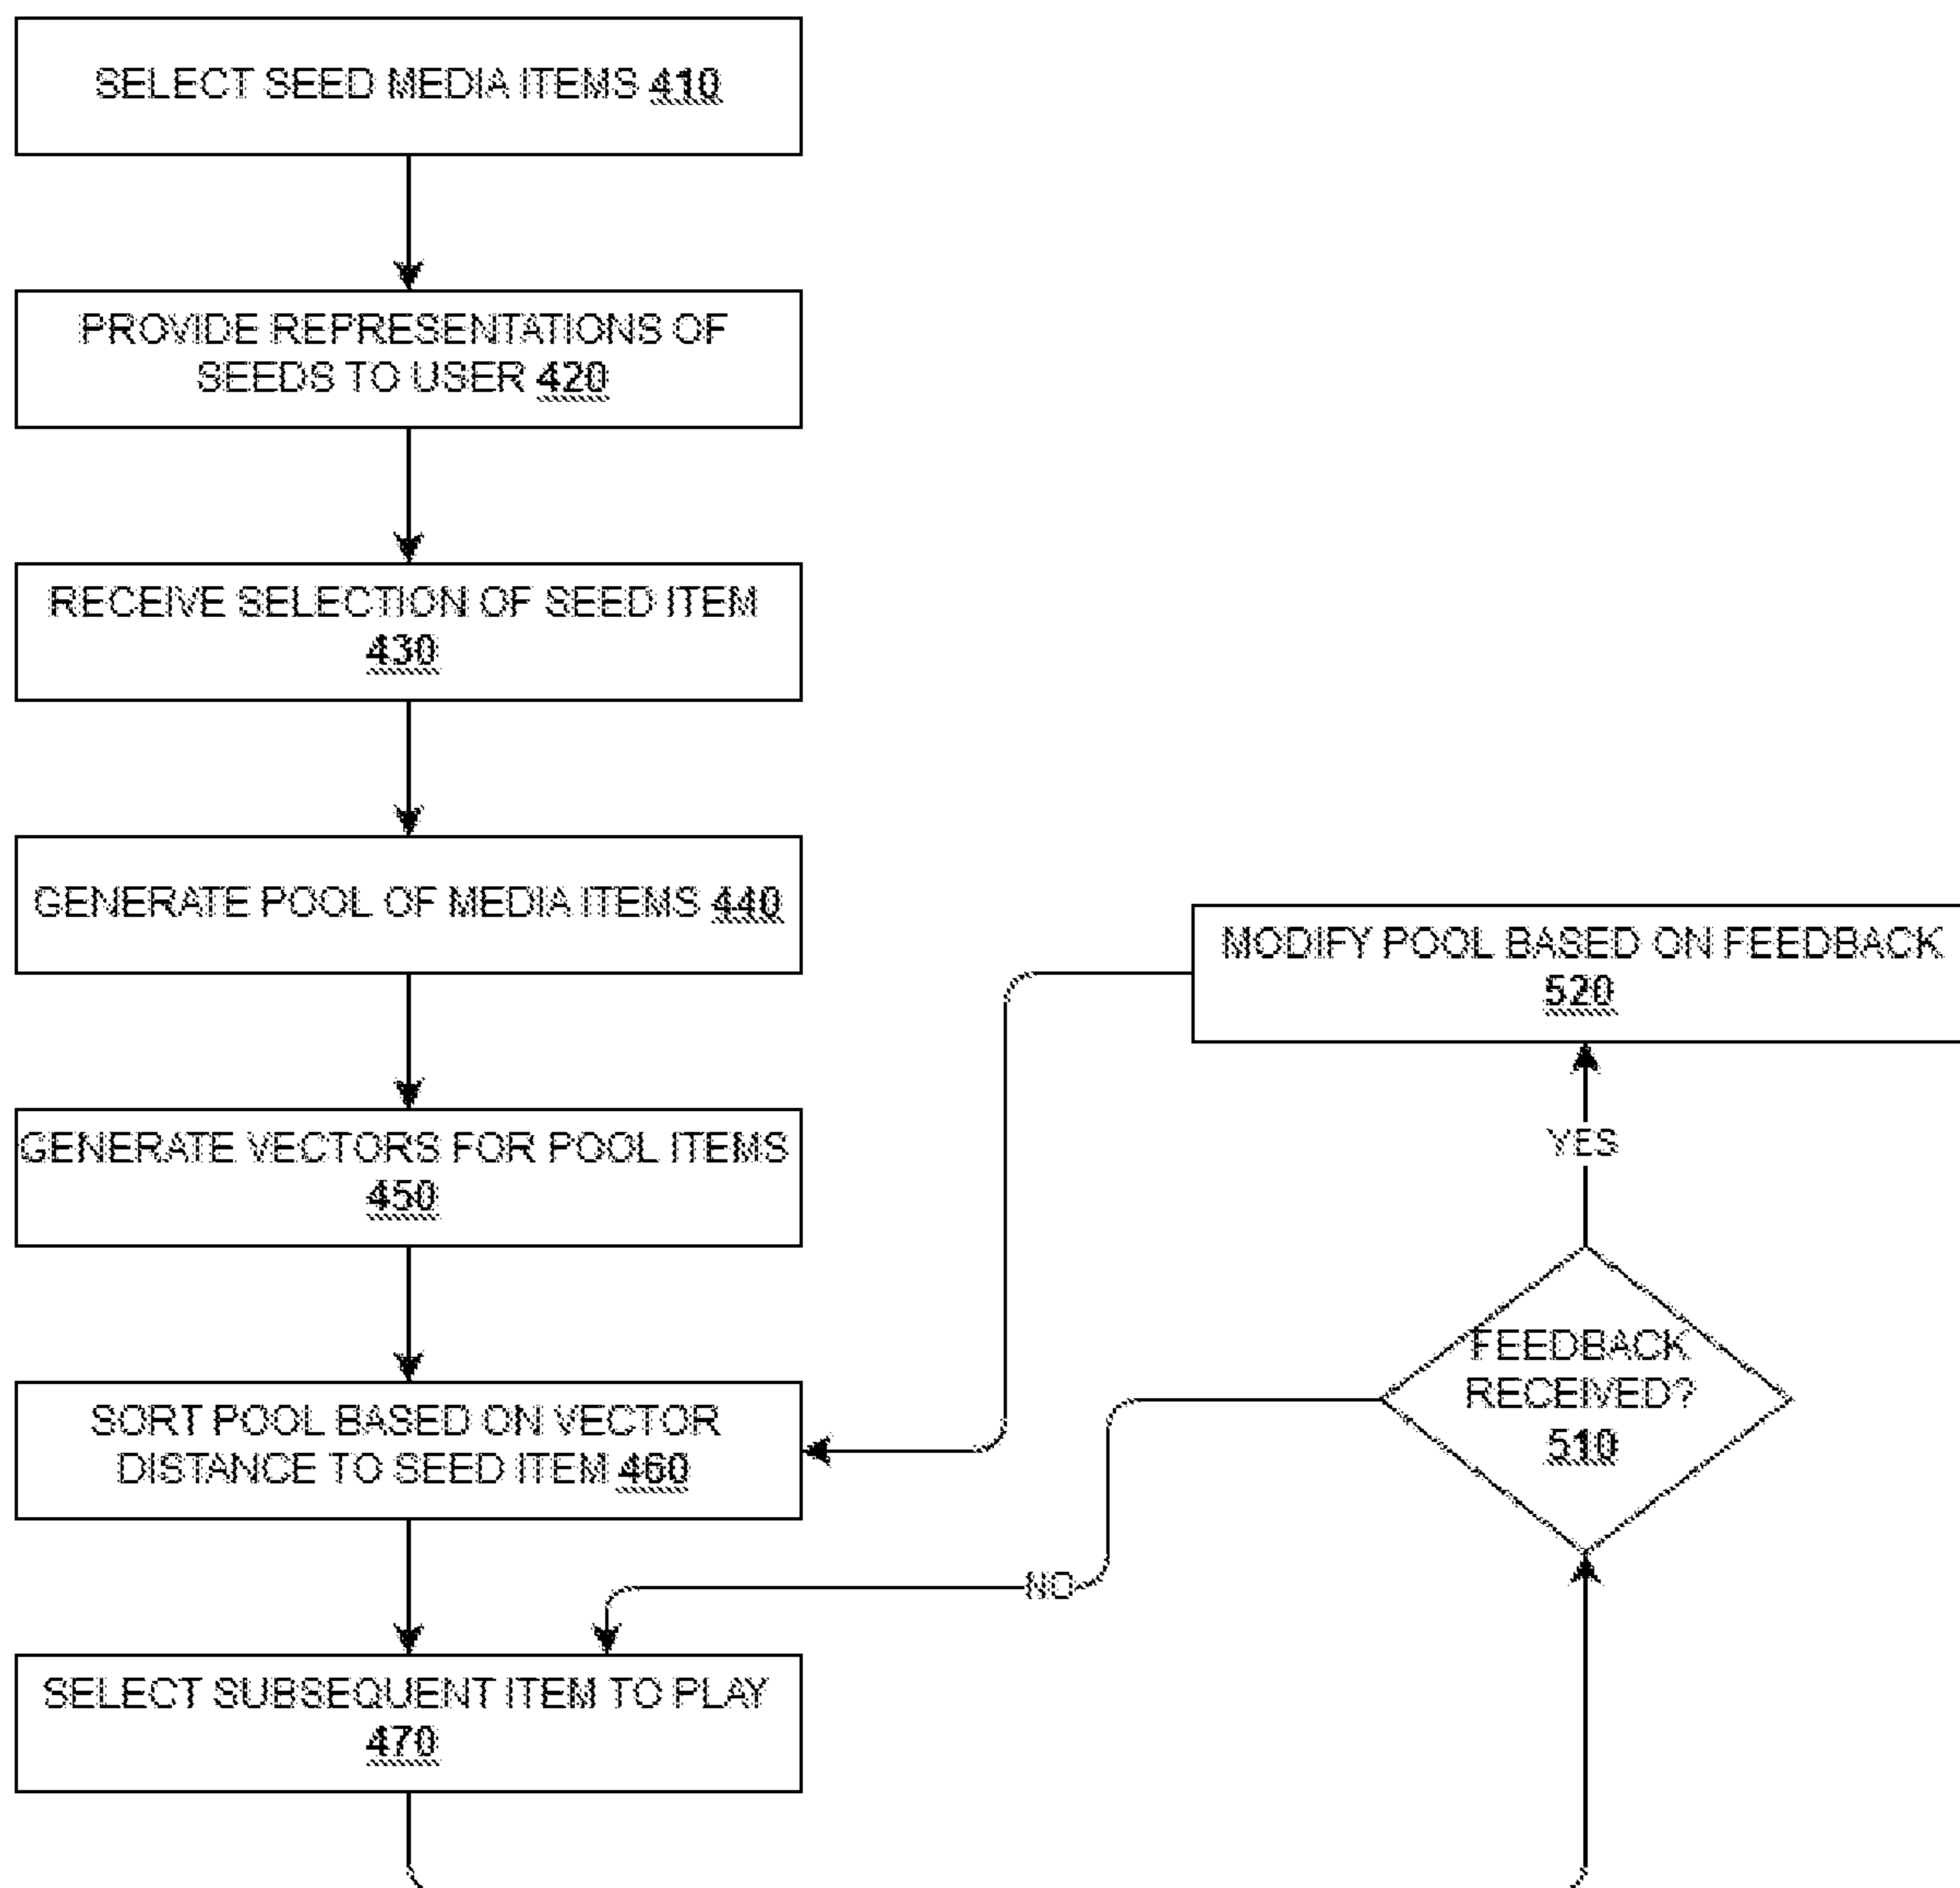 SELECT SEED MEDIA ITEMS 410
PROVIDE REPRESENTATIONS OF
SEEDS TO USER 420
RECEIVE SELECTION OF SEED ITEM
430
GENERATE POOL OF MEDIA ITEMS 440
GENERATE VECTORS FOR POOL ITEMS
450
SORT POOL BASED ON VECTOR
DISTANCE TO SEED ITEM 460
SELECT SUBSEQUENT ITEM TO PLAY
470
MODIFY POOL BASED ON FEEDBACK
520
YES
FEEDBACK
RECEIVED?
510
NO